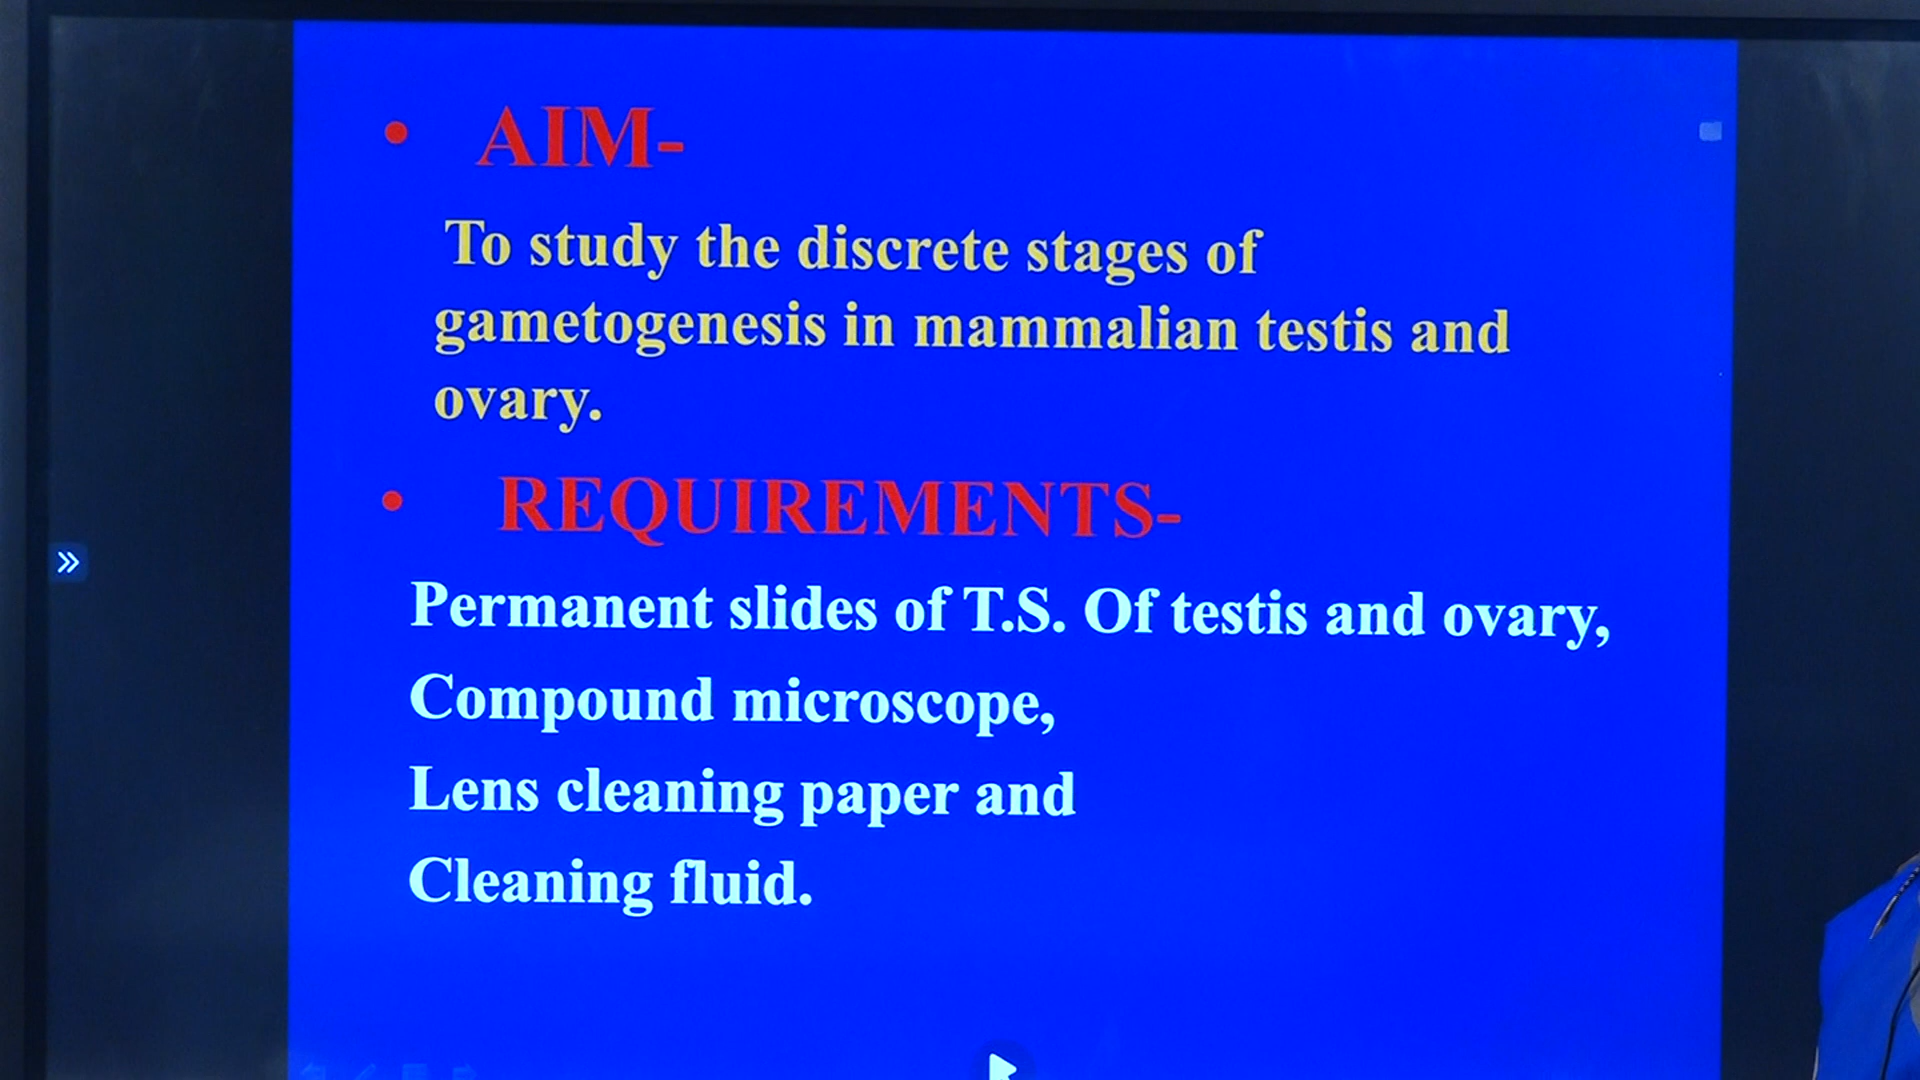 • AIM-
To study the discrete stages of
gametogenesis in mammalian testis and
ovary.
• REQUIREMENTS-
Permanent slides of T.S. Of testis and ovary,
Compound microscope,
Lens cleaning paper and
Cleaning fluid.